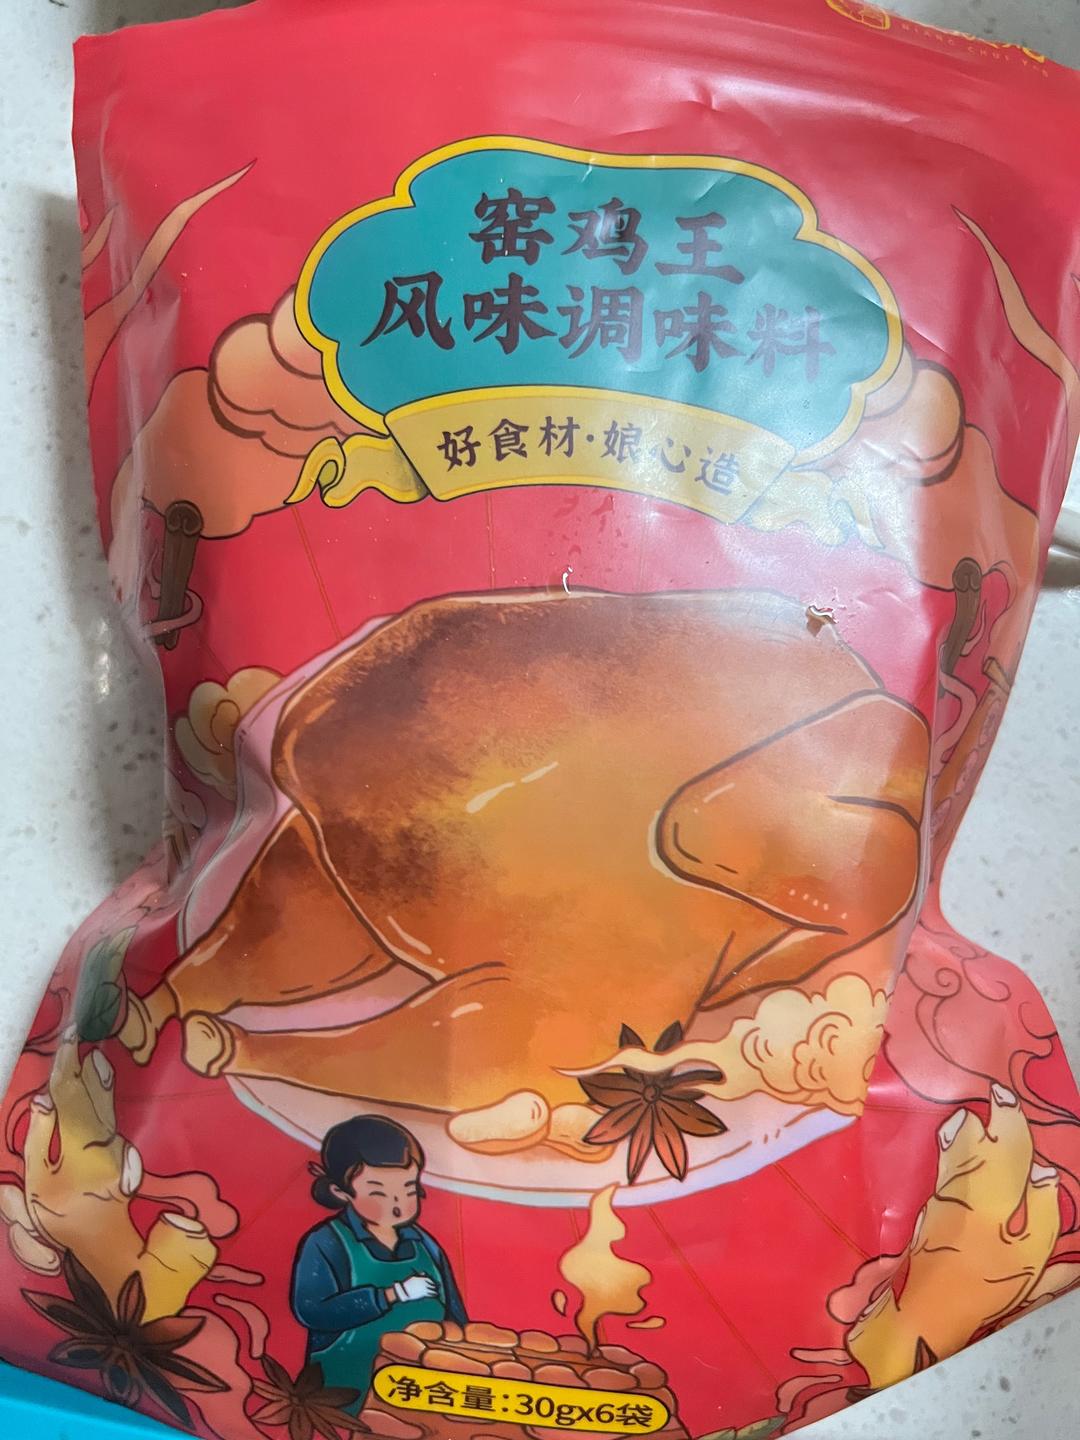 窑鸡王
风味调味料
好食材·娘心造
净含量:30gx6袋